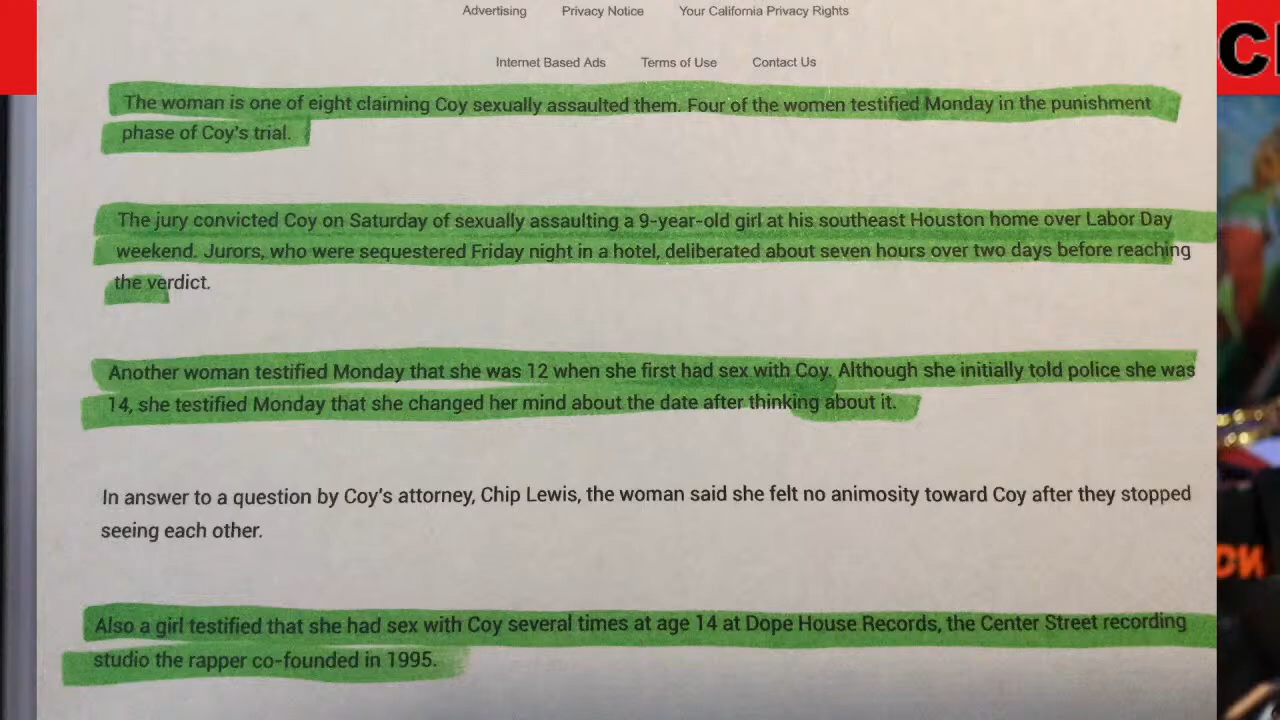 Advertising Privacy Notice Your California Privacy Rights
Internet Based Ads Terms of Use Contact Us
The woman is one of eight claiming Coy sexually assaulted them. Four of the women testified Monday in the punishment
phase of Coy's trial.
The jury convicted Coy on Saturday of sexually assaulting a 9-year-old girl at his southeast Houston home over Labor Day
weekend. Jurors, who were sequestered Friday night in a hotel, deliberated about seven hours over two days before reaching
the verdict.
Another woman testified Monday that she was 12 when she first had sex with Coy. Although she initially told police she was
14, she testified Monday that she changed her mind about the date after thinking about it.
In answer to a question by Coy's attorney, Chip Lewis, the woman said she felt no animosity toward Coy after they stopped
seeing each other.
Also a girl testified that she had sex with Coy several times at age 14 at Dope House Records, the Center Street recording
studio the rapper co-founded in 1995.